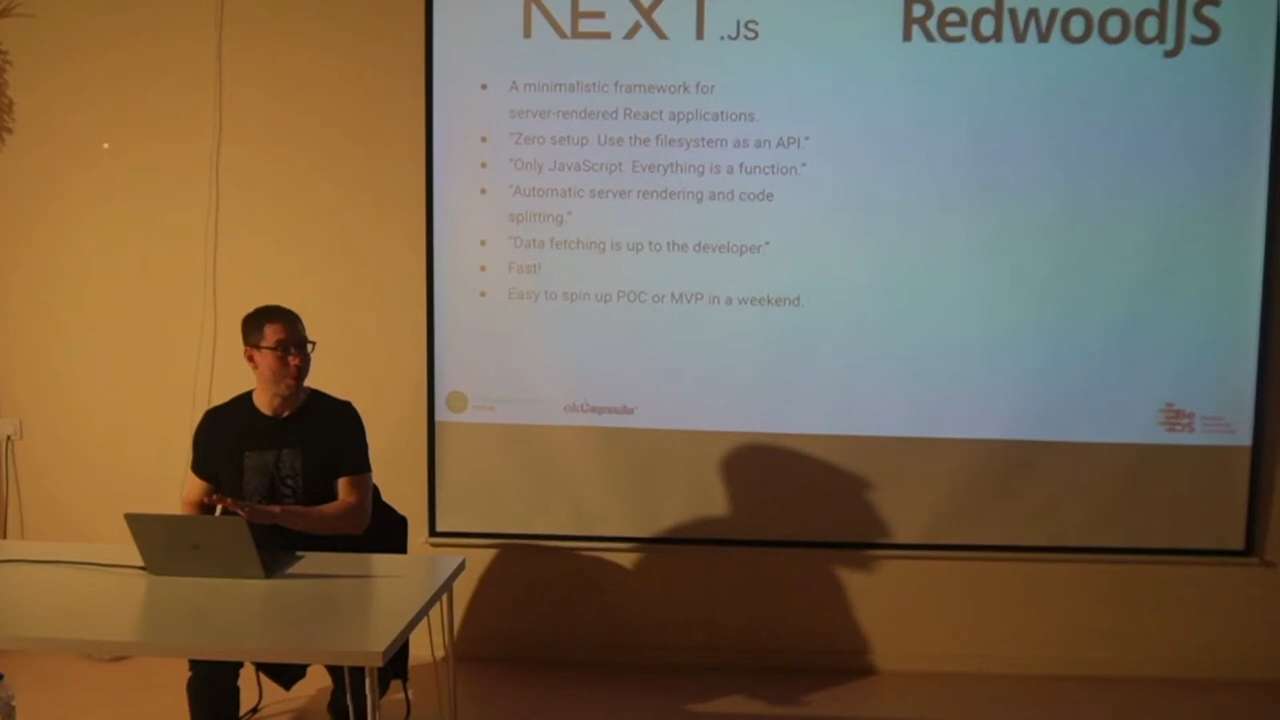 NEXT.JS
RedwoodJS
A minimalistic framework for
server-rendered React applications.
"Zero setup. Use the filesystem as an API."
"Only JavaScript. Everything is a function."
"Automatic server rendering and code
splitting."
"Data fetching is up to the developer."
Fast!
Easy to spin up POC or MVP in a weekend.